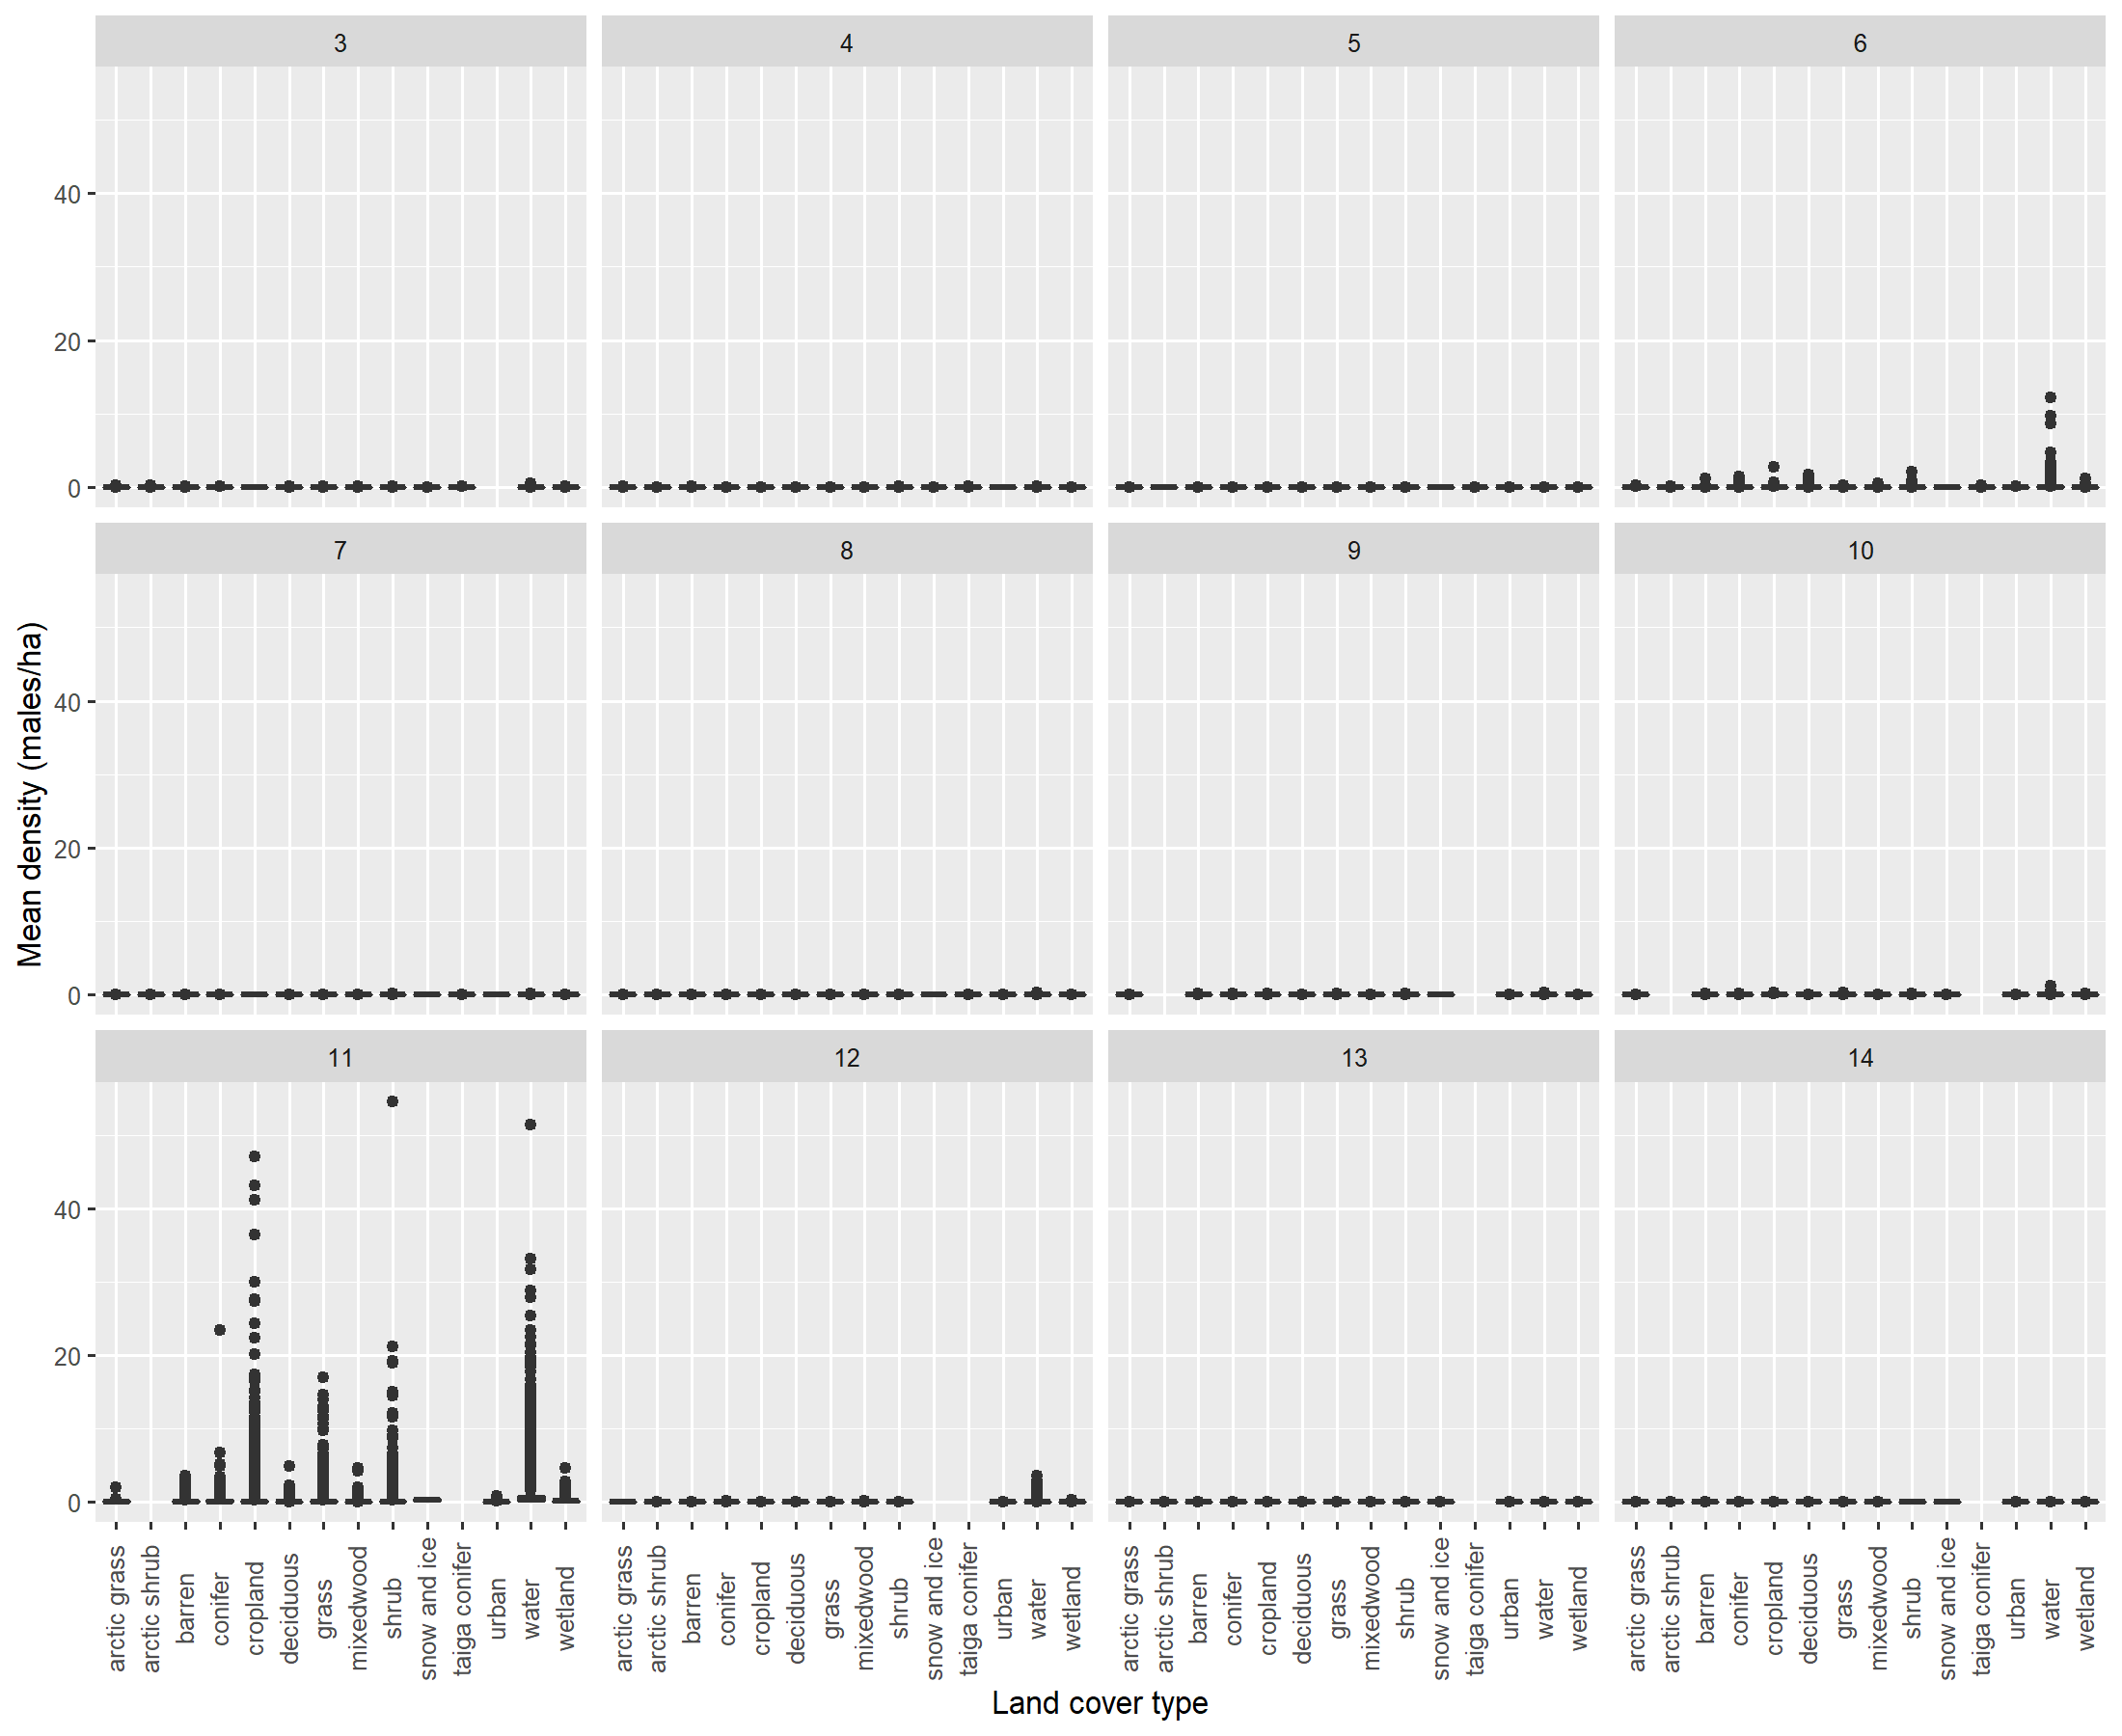 3 4 5 6
40
20
0
7 8 9 10
40
20
0
11 12 13 14
40
20
0
arctic grass arctic shrub barren conifer cropland deciduous grass mixedwood shrub snow and ice taiga conifer urban water wetland
arctic grass arctic shrub barren conifer cropland deciduous grass mixedwood shrub snow and ice taiga conifer urban water wetland
arctic grass arctic shrub barren conifer cropland deciduous grass mixedwood shrub snow and ice taiga conifer urban water wetland
arctic grass arctic shrub barren conifer cropland deciduous grass mixedwood shrub snow and ice taiga conifer urban water wetland
Land cover type
Mean density (males/ha)